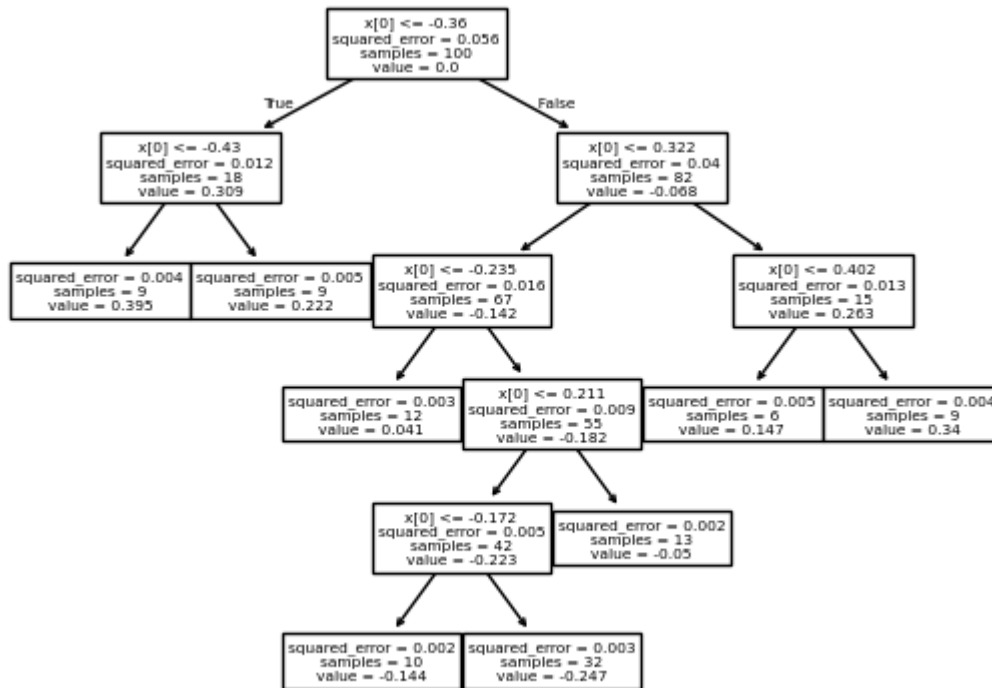 x[0] <= -0.36
squared_error = 0.056
samples = 100
value = 0.0
True
False
x[0] <= -0.43
squared_error = 0.012
samples = 18
value = 0.309
x[0] <= 0.322
squared_error = 0.04
samples = 82
value = -0.068
squared_error = 0.004
samples = 9
value = 0.395
squared_error = 0.005
samples = 9
value = 0.222
x[0] <= -0.235
squared_error = 0.016
samples = 67
value = -0.142
x[0] <= 0.402
squared_error = 0.013
samples = 15
value = 0.263
squared_error = 0.003
samples = 12
value = 0.041
x[0] <= 0.211
squared_error = 0.009
samples = 55
value = -0.182
squared_error = 0.005
samples = 6
value = 0.147
squared_error = 0.004
samples = 9
value = 0.34
x[0] <= -0.172
squared_error = 0.005
samples = 42
value = -0.223
squared_error = 0.002
samples = 13
value = -0.05
squared_error = 0.002
samples = 10
value = -0.144
squared_error = 0.003
samples = 32
value = -0.247